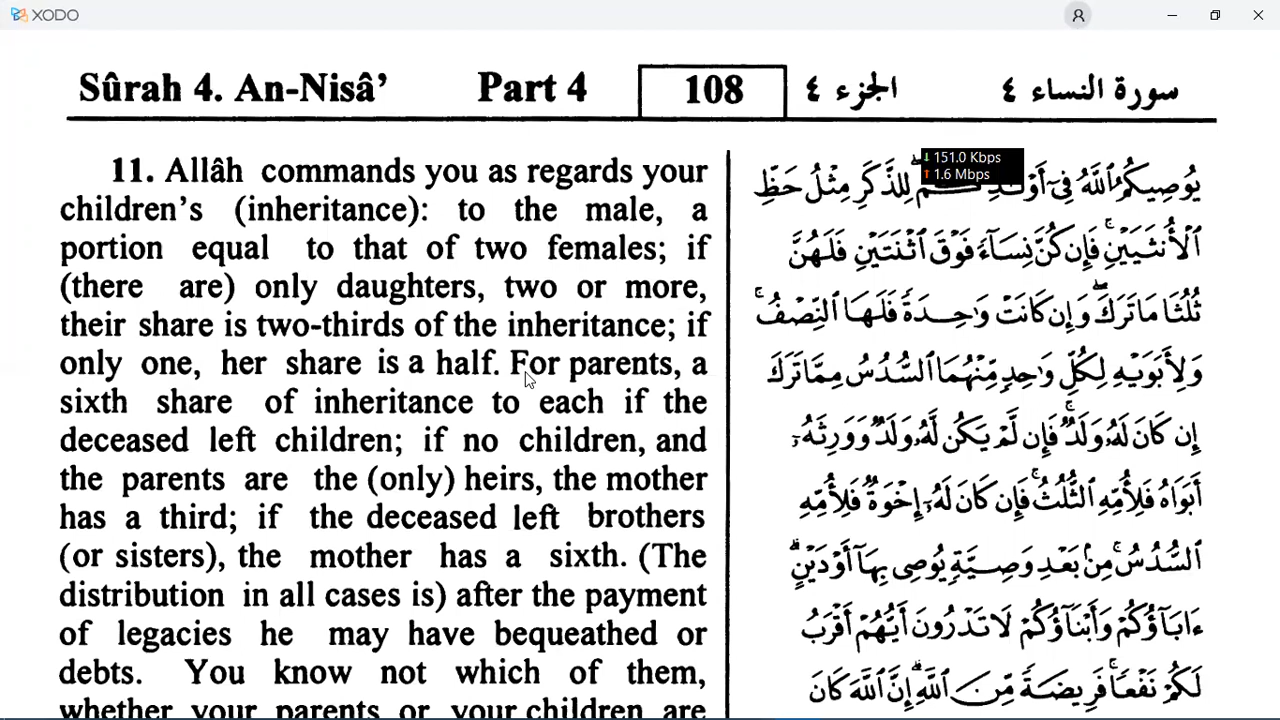 XODO
Sûrah 4. An-Nisâ’ Part 4 108 الجزء ٤ سورة النساء ٤
11. Allâh commands you as regards your
children’s (inheritance): to the male, a
portion equal to that of two females; if
(there are) only daughters, two or more,
their share is two-thirds of the inheritance; if
only one, her share is a half. For parents, a
sixth share of inheritance to each if the
deceased left children; if no children, and
the parents are the (only) heirs, the mother
has a third; if the deceased left brothers
(or sisters), the mother has a sixth. (The
distribution in all cases is) after the payment
of legacies he may have bequeathed or
debts. You know not which of them,
whether your parents or your children are
↓ 151.0 Kbps
↑ 1.6 Mbps
يُوصِيكُمُ ٱللَّهُ فِىٓ لِلذَّكَرِ مِثْلُ حَظِّ
ٱلْأُنثَيَيْنِ ۚ فَإِن كُنَّ نِسَآءً فَوْقَ ٱثْنَتَيْنِ فَلَهُنَّ
ثُلُثَا مَا تَرَكَ ۖ وَإِن كَانَتْ وَٰحِدَةً فَلَهَا ٱلنِّصْفُ ۚ
وَلِأَبَوَيْهِ لِكُلِّ وَٰحِدٍ مِّنْهُمَا ٱلسُّدُسُ مِمَّا تَرَكَ
إِن كَانَ لَهُۥ وَلَدٌ ۚ فَإِن لَّمْ يَكُن لَّهُۥ وَلَدٌ وَوَرِثَهُۥٓ
أَبَوَاهُ فَلِأُمِّهِ ٱلثُّلُثُ ۚ فَإِن كَانَ لَهُۥٓ إِخْوَةٌ فَلِأُمِّهِ
ٱلسُّدُسُ ۚ مِنۢ بَعْدِ وَصِيَّةٍ يُوصِى بِهَآ أَوْ دَيْنٍ ۗ
ءَابَآؤُكُمْ وَأَبْنَآؤُكُمْ لَا تَدْرُونَ أَيُّهُمْ أَقْرَبُ
لَكُمْ نَفْعًا ۚ فَرِيضَةً مِّنَ ٱللَّهِ ۗ إِنَّ ٱللَّهَ كَانَ